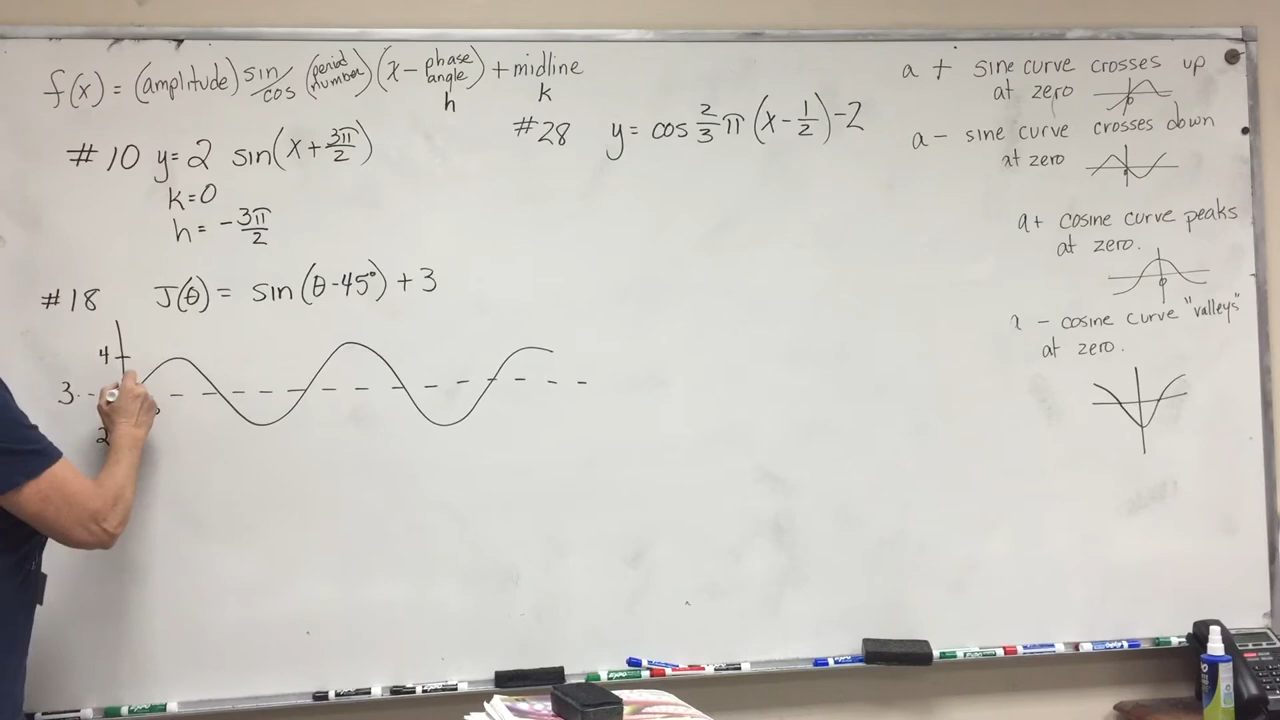 f(x) = (amplitude) sin/cos (period number)(x - phase angle) + midline
h k
#10 y = 2 sin(x + 3π/2)
k = 0
h = -3π/2
#18 J(θ) = sin(θ - 45°) + 3
4
3
2
#28 y = cos 2/3 π (x - 1/2) - 2
a + sine curve crosses up
at zero
a - sine curve crosses down
at zero
a + cosine curve peaks
at zero.
a - cosine curve "valleys"
at zero.